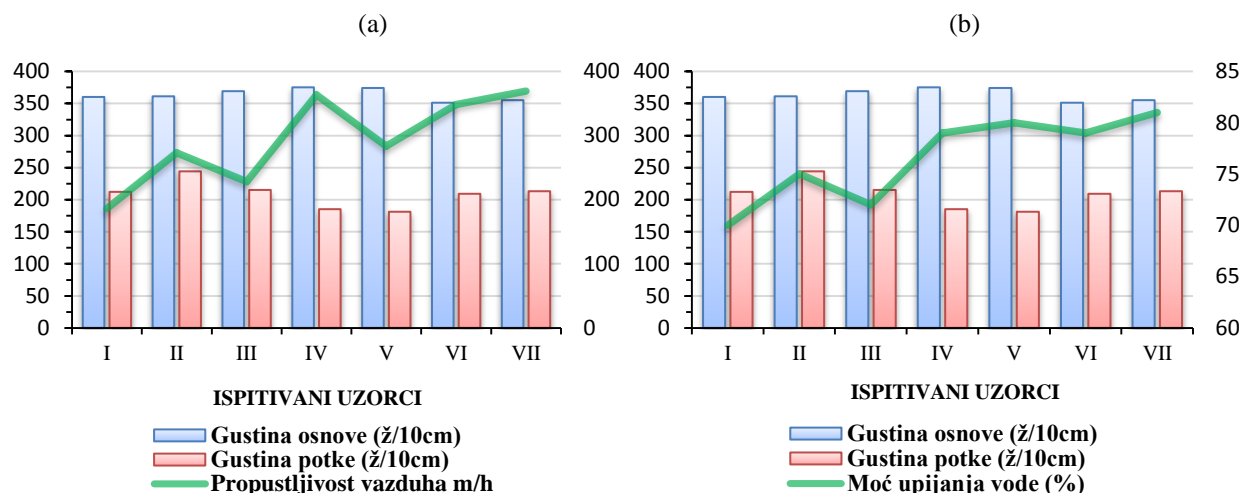 (a)
400
350
300
250
200
150
100
50
0
400
300
200
100
0
I II III IV V VI VII
ISPITIVANI UZORCI
Gustina osnove (ž/10cm)
Gustina potke (ž/10cm)
Propustljivost vazduha m/h
(b)
400
350
300
250
200
150
100
50
0
85
80
75
70
65
60
I II III IV V VI VII
ISPITIVANI UZORCI
Gustina osnove (ž/10cm)
Gustina potke (ž/10cm)
Moć upijanja vode (%)